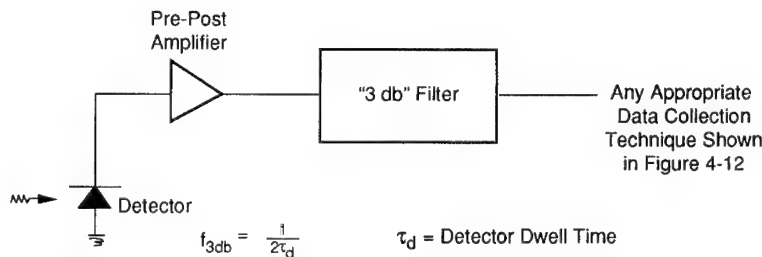 Pre-Post
Amplifier
"3 db" Filter
Any Appropriate
Data Collection
Technique Shown
in Figure 4-12
Detector
f3db = 1/2τd
τd = Detector Dwell Time